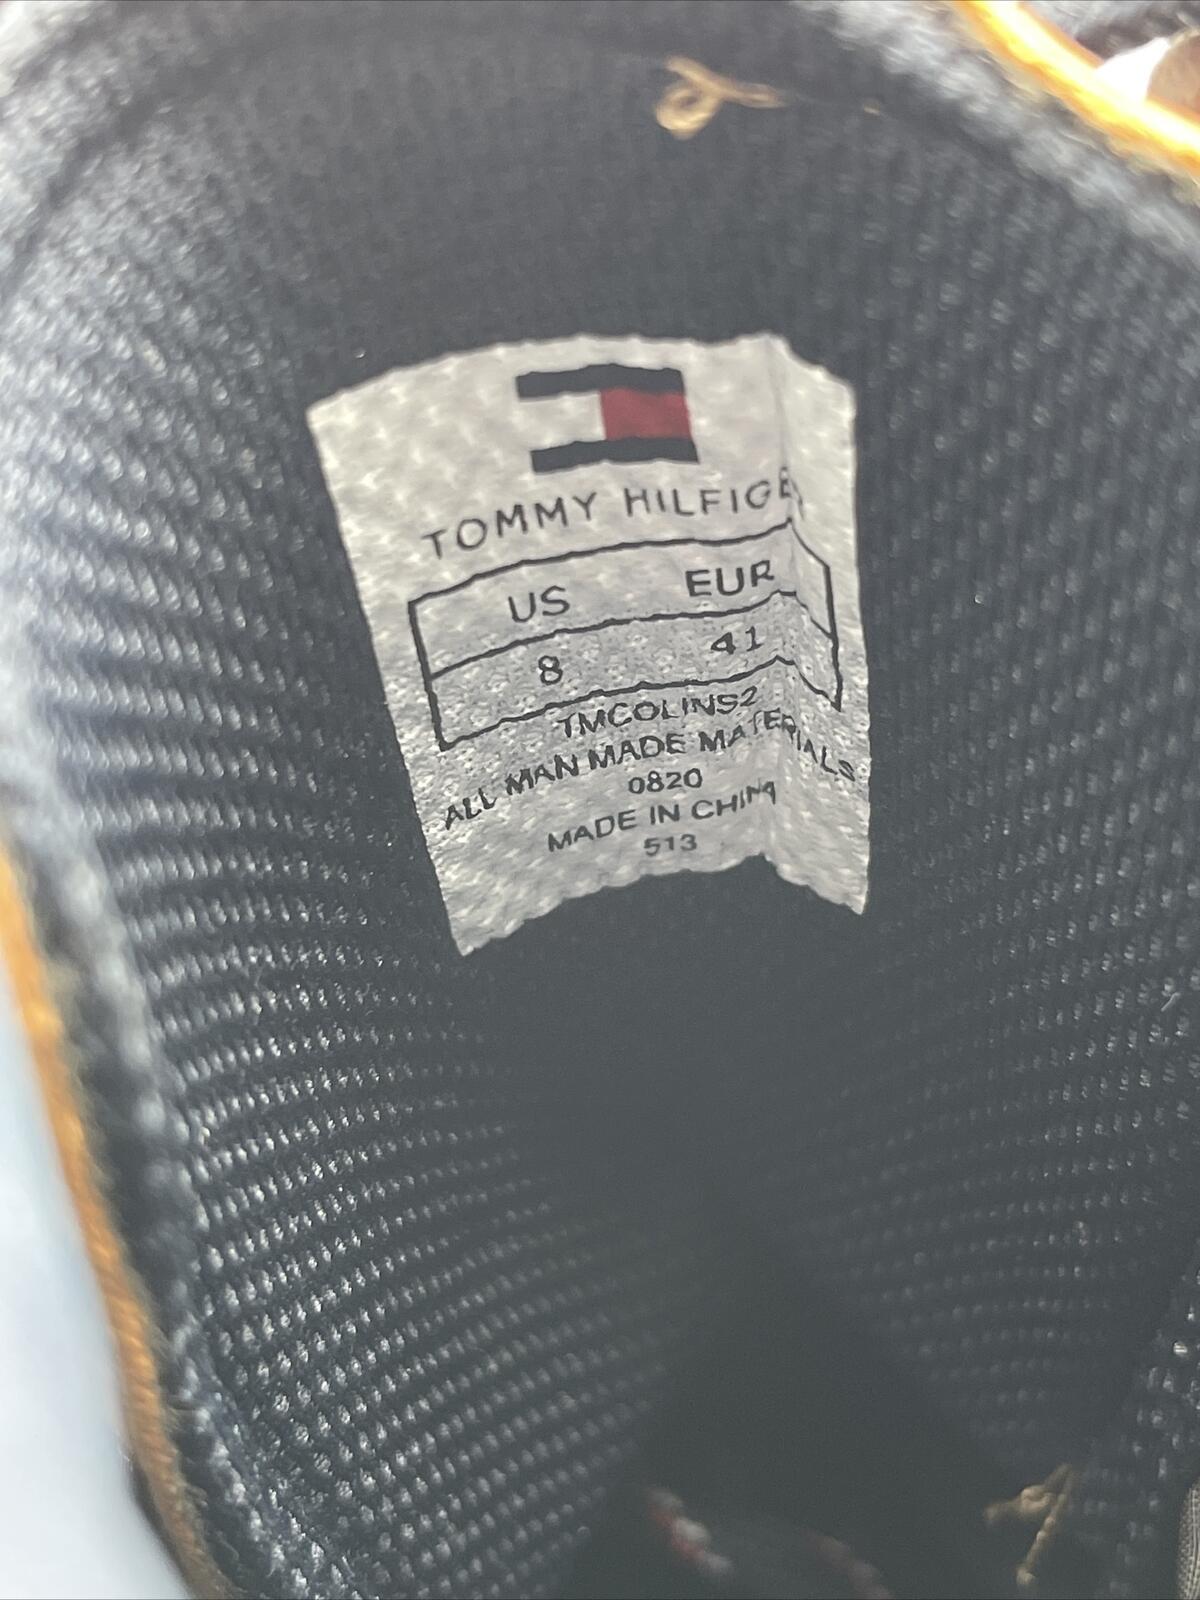 TOMMY HILFIGER
US EUR
8 41
TMCOLINS2
ALL MAN MADE MATERIALS
0820
MADE IN CHINA
513